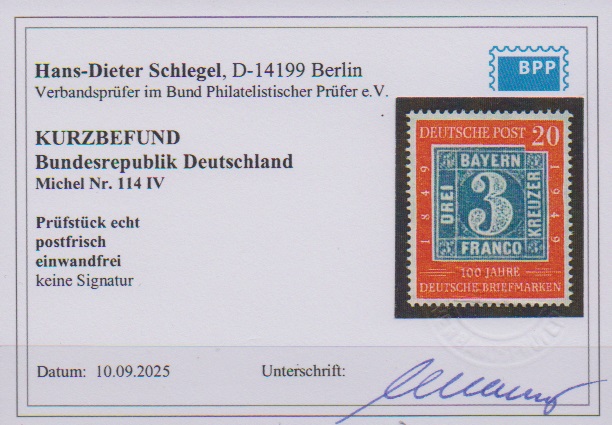 BPP
Hans-Dieter Schlegel, D-14199 Berlin
Verbandsprüfer im Bund Philatelistischer Prüfer e.V.
KURZBEFUND
Bundesrepublik Deutschland
Michel Nr. 114 IV
Prüfstück echt
postfrisch
einwandfrei
keine Signatur
DEUTSCHE POST 20
1849
BAYERN
DREI
3
KREUZER
FRANCO
1949
100 JAHRE
DEUTSCHE BRIEFMARKEN
Datum: 10.09.2025 Unterschrift: